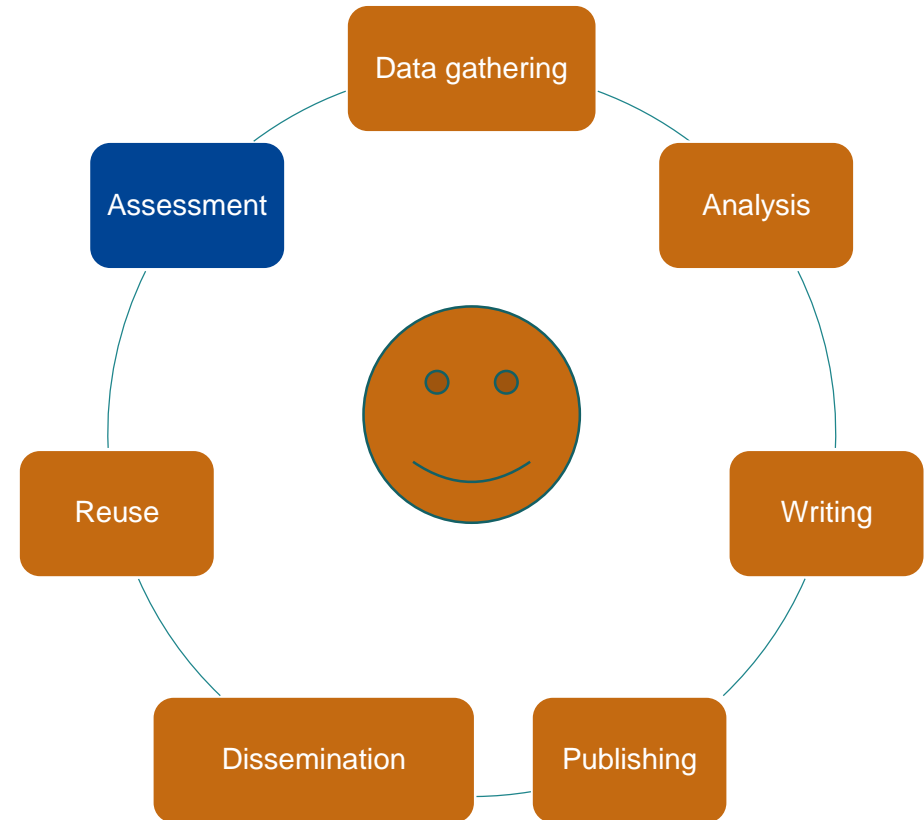 Data gathering
Analysis
Writing
Publishing
Dissemination
Reuse
Assessment